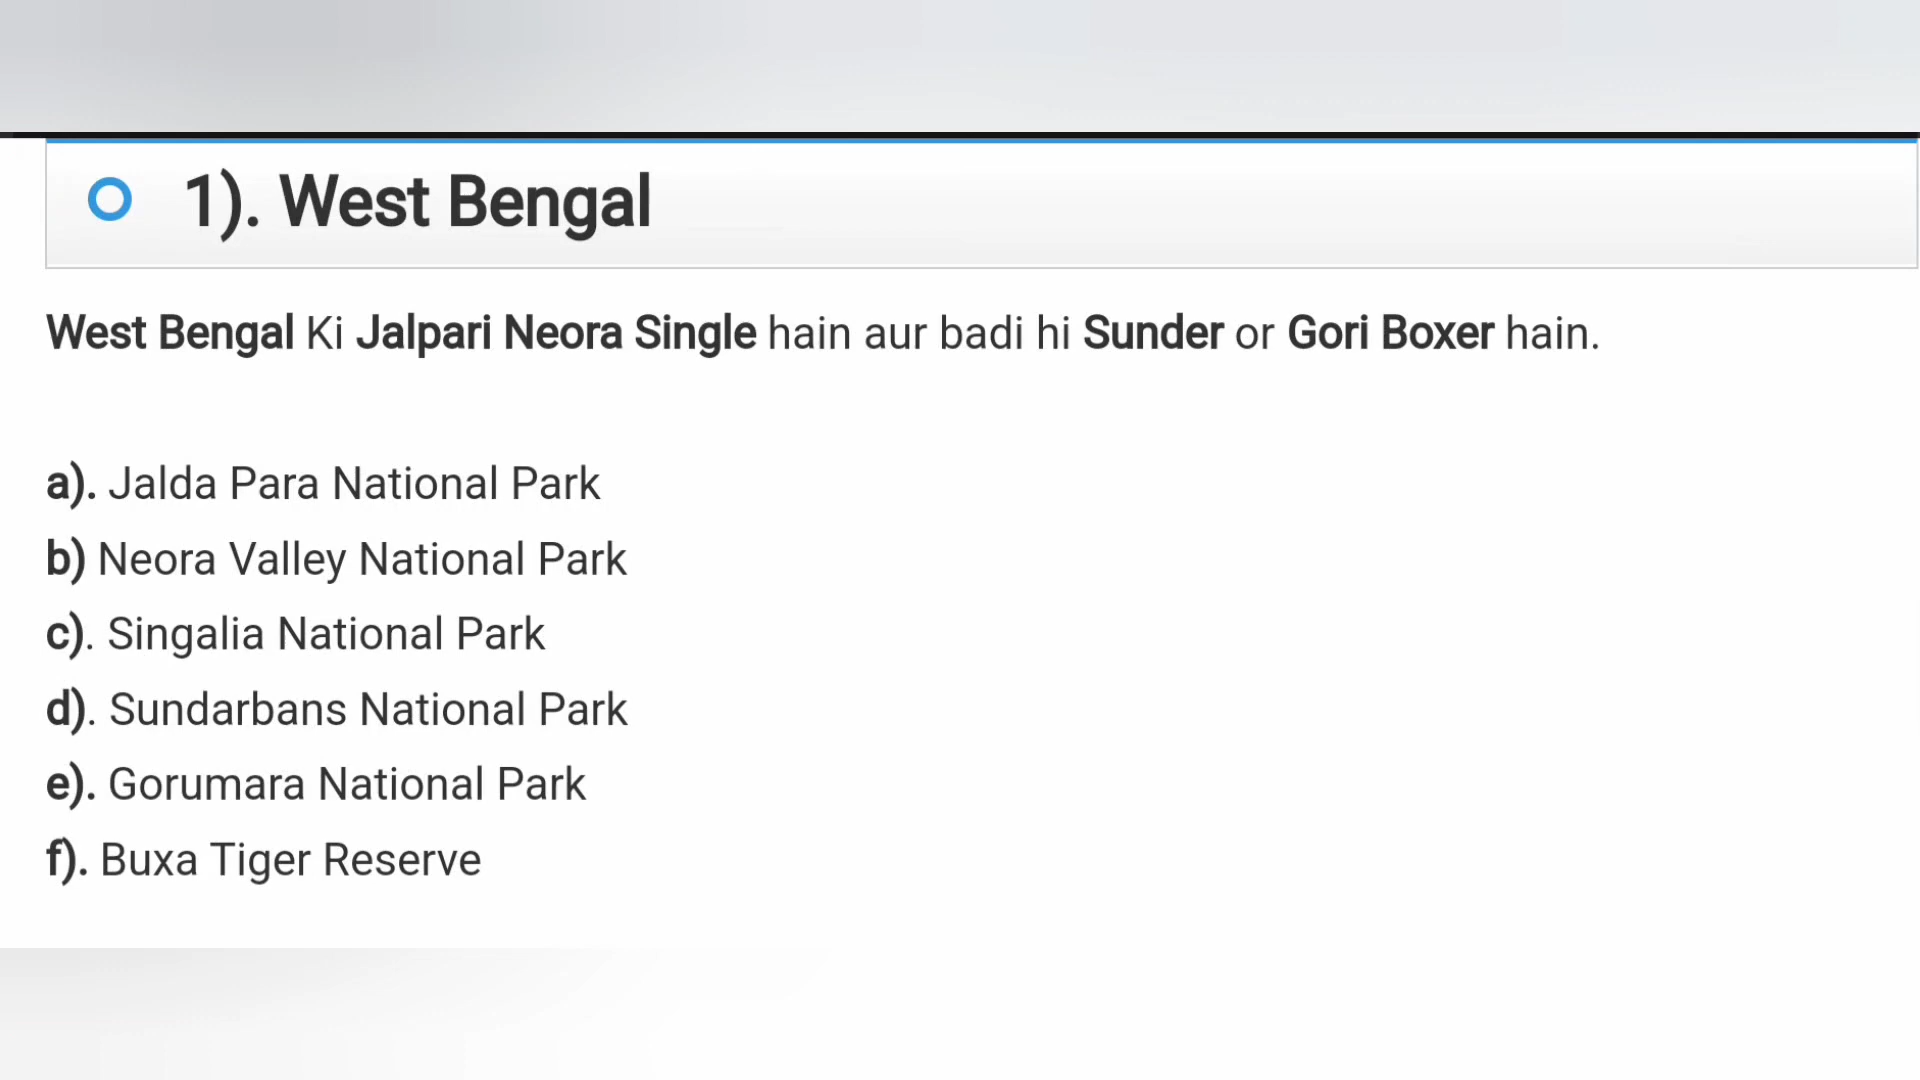 1). West Bengal
West Bengal Ki Jalpari Neora Single hain aur badi hi Sunder or Gori Boxer hain.
a). Jalda Para National Park
b) Neora Valley National Park
c). Singalia National Park
d). Sundarbans National Park
e). Gorumara National Park
f). Buxa Tiger Reserve